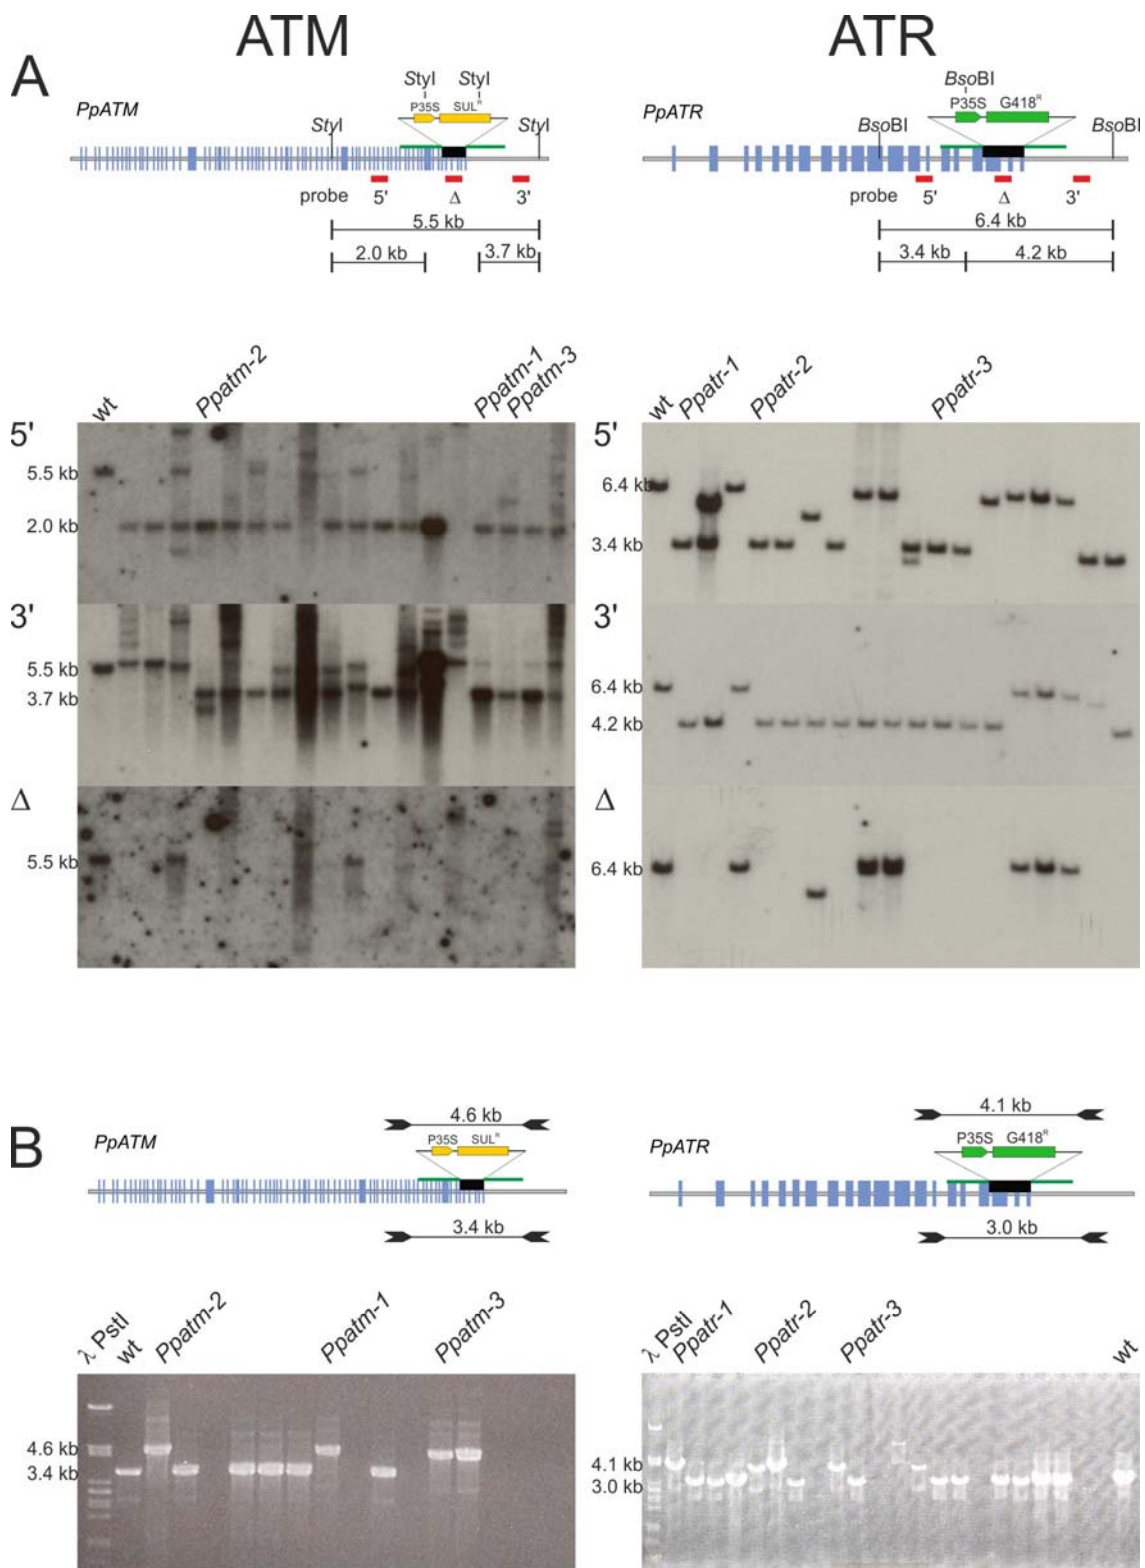 ATM
ATR
A
PpATM
StyI
StyI
StyI
StyI
P35S
SULᴿ
probe
5'
Δ
3'
5.5 kb
2.0 kb
3.7 kb
PpATR
BsoBI
BsoBI
BsoBI
P35S
G418ᴿ
probe
5'
Δ
3'
6.4 kb
3.4 kb
4.2 kb
wt
Ppatm-2
Ppatm-1
Ppatm-3
5'
5.5 kb
2.0 kb
3'
5.5 kb
3.7 kb
Δ
5.5 kb
wt
Ppatr-1
Ppatr-2
Ppatr-3
5'
6.4 kb
3.4 kb
3'
6.4 kb
4.2 kb
Δ
6.4 kb
B
PpATM
4.6 kb
P35S
SULᴿ
3.4 kb
PpATR
4.1 kb
P35S
G418ᴿ
3.0 kb
λ PstI
wt
Ppatm-2
Ppatm-1
Ppatm-3
4.6 kb
3.4 kb
λ PstI
Ppatr-1
Ppatr-2
Ppatr-3
wt
4.1 kb
3.0 kb